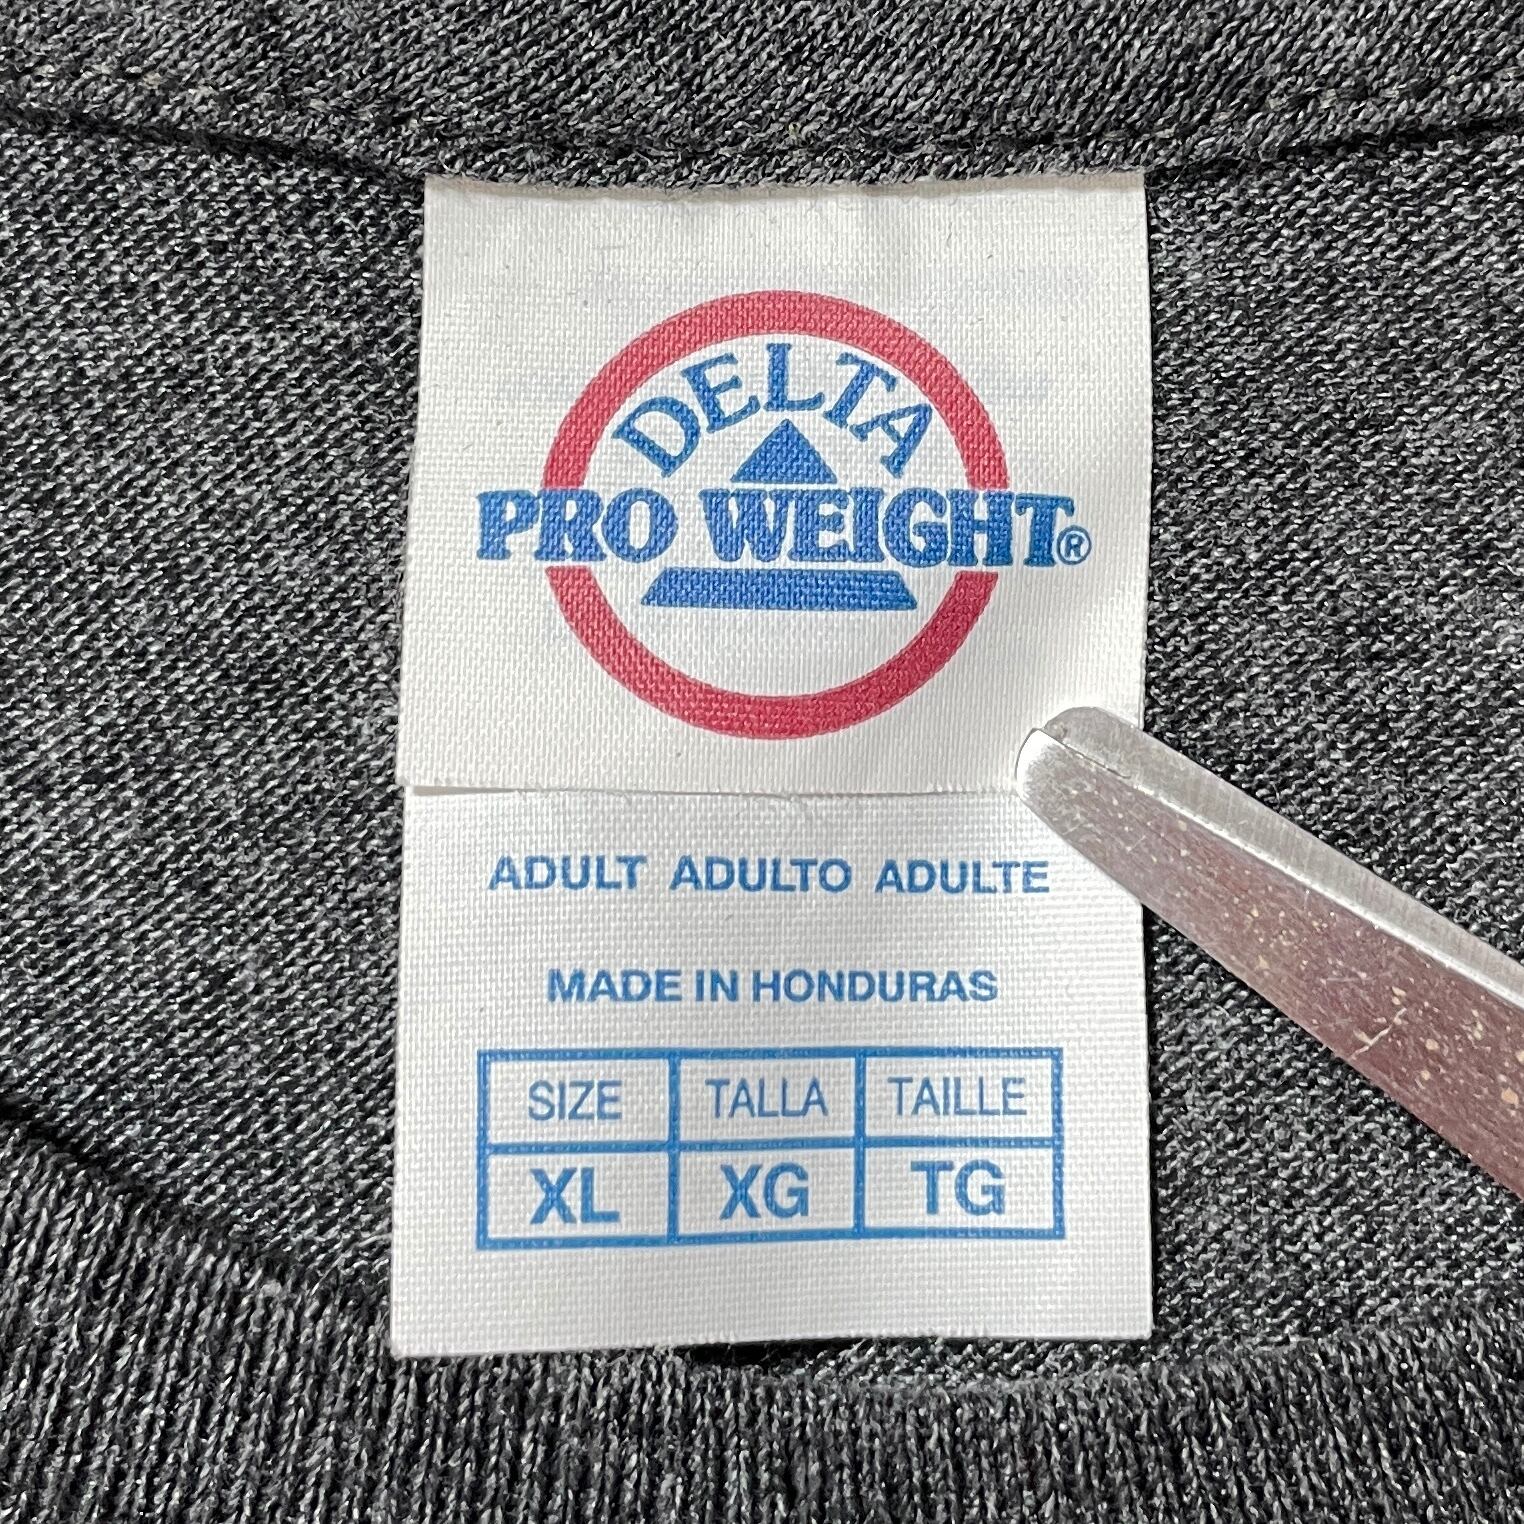 DELTA
PRO WEIGHT®
ADULT ADULTO ADULTE
MADE IN HONDURAS
SIZE TALLA TAILLE
XL XG TG